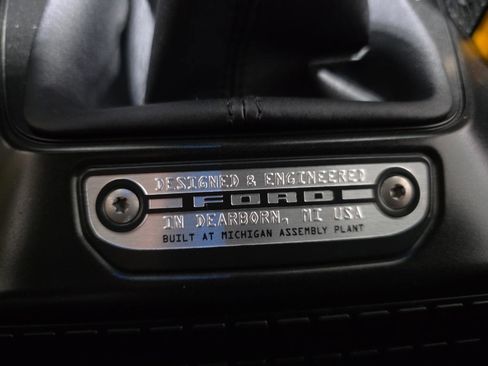 DESIGNED & ENGINEERED
FORD
IN DEARBORN, MI USA
BUILT AT MICHIGAN ASSEMBLY PLANT